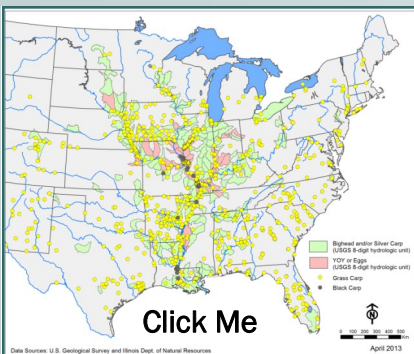 Bighead and/or Silver Carp
(USGS 8-digit hydrologic unit)
YOY or Eggs
(USGS 8-digit hydrologic unit)
Grass Carp
Black Carp
N
0 100 200 300 400 500
km
Click Me
April 2013
Data Sources: U.S. Geological Survey and Illinois Dept. of Natural Resources